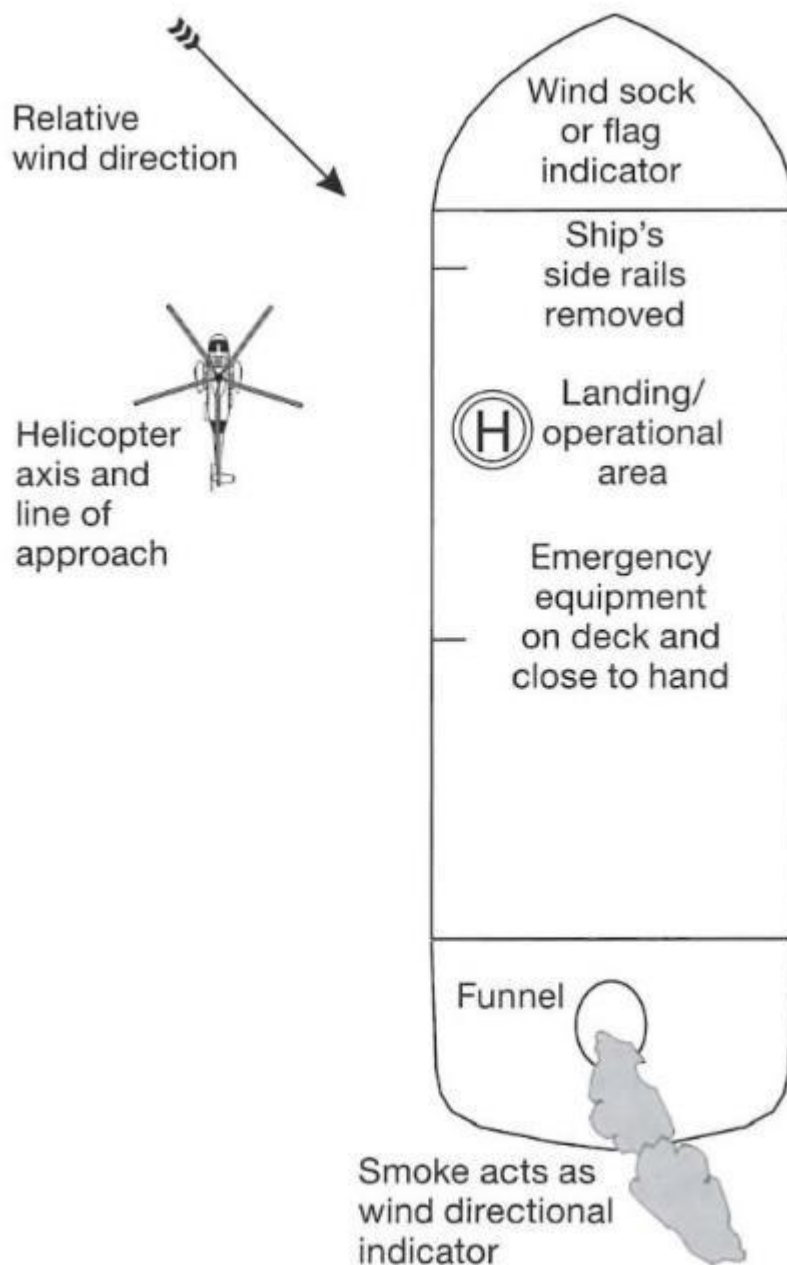 Relative
wind direction
Wind sock
or flag
indicator
Ship's
side rails
removed
Helicopter
axis and
line of
approach
H
Landing/
operational
area
Emergency
equipment
on deck and
close to hand
Funnel
Smoke acts as
wind directional
indicator